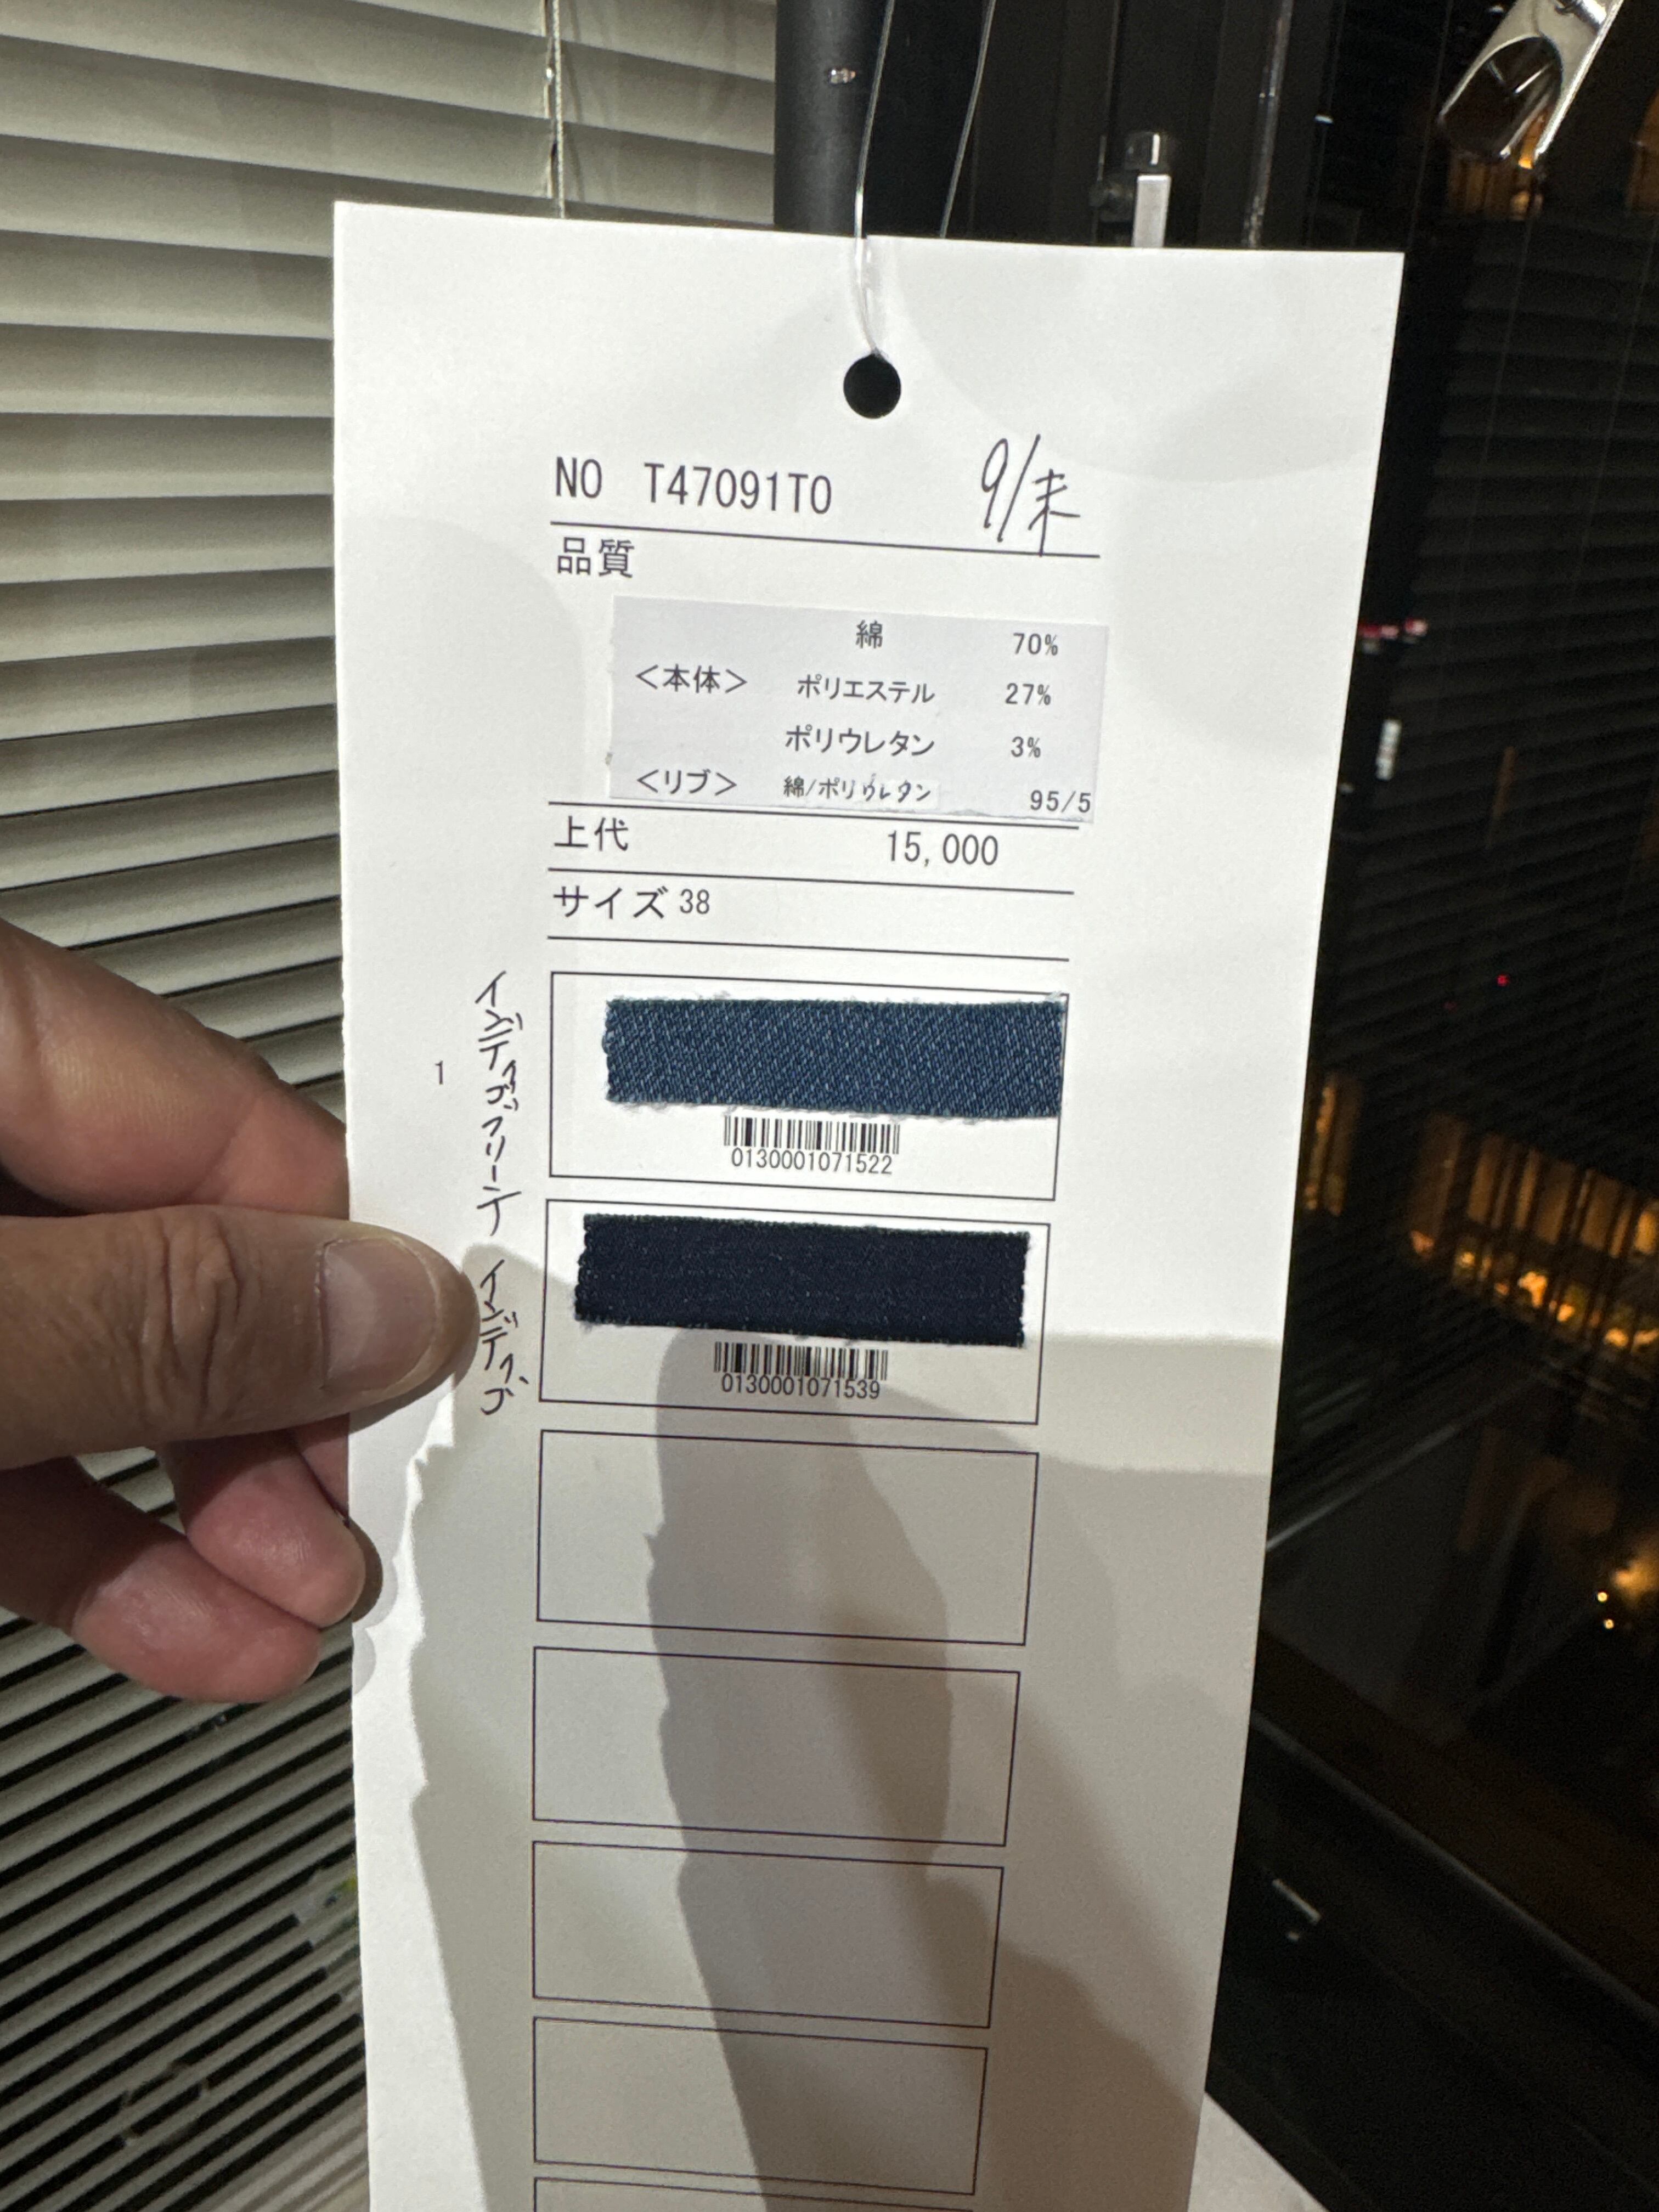 NO T47091T0 9/末
品質
綿 70%
<本体> ポリエステル 27%
ポリウレタン 3%
<リブ> 綿/ポリウレタン 95/5
上代 15,000
サイズ 38
1
インディゴブリーチ
0130001071522
インディゴ
0130001071539